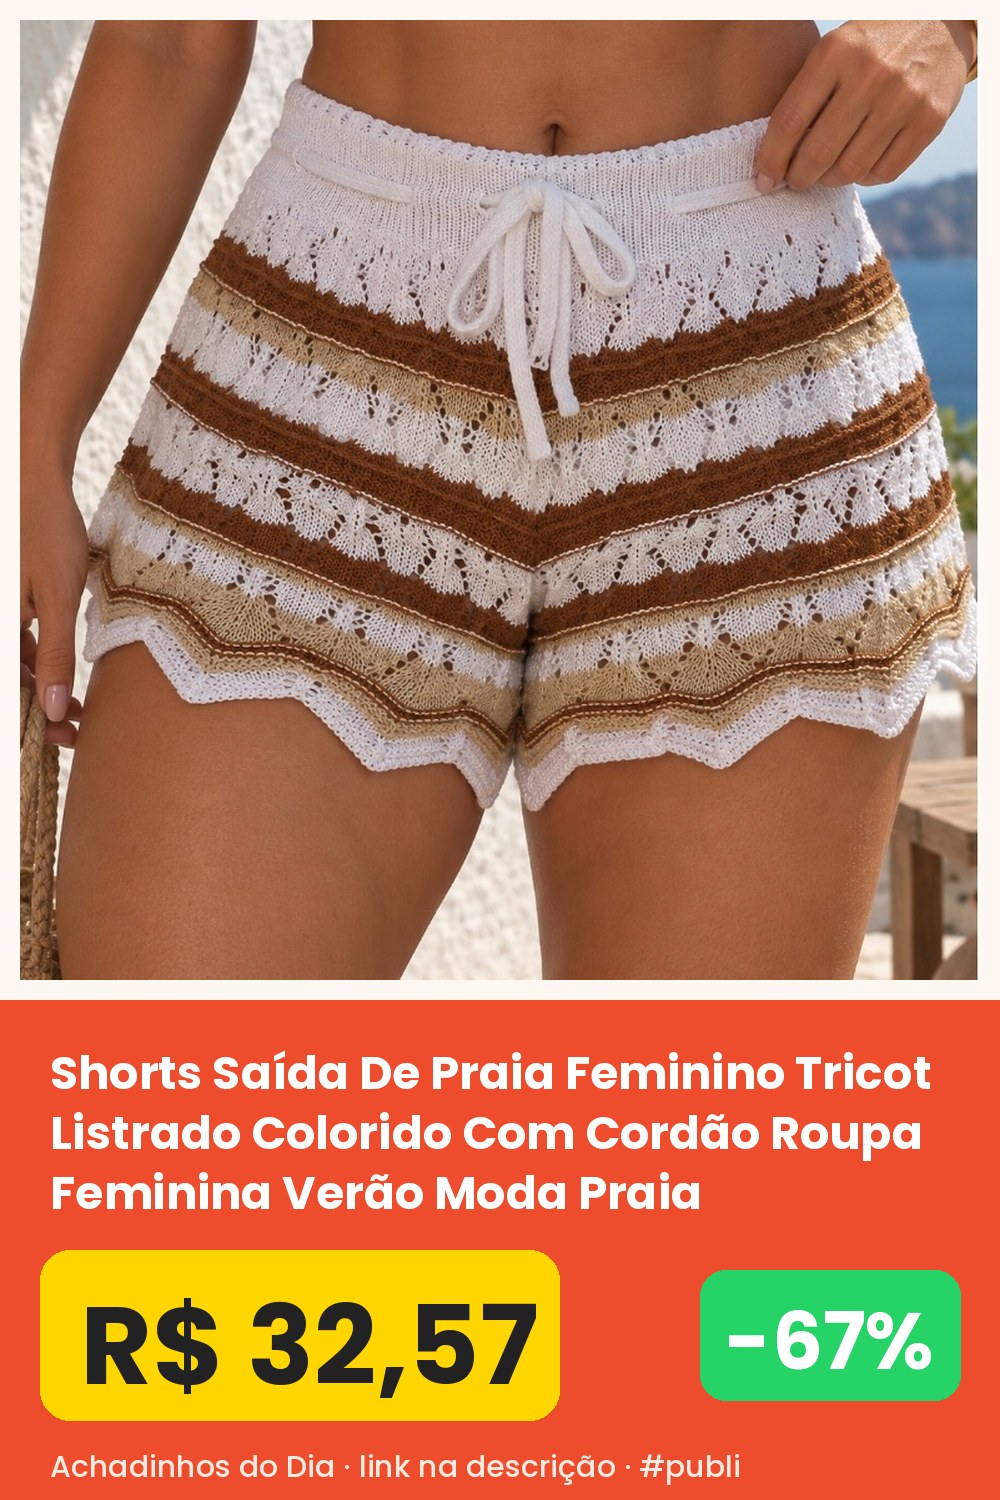 Shorts Saída De Praia Feminino Tricot
Listrado Colorido Com Cordão Roupa
Feminina Verão Moda Praia
R$ 32,57
-67%
Achadinhos do Dia · link na descrição · #publi